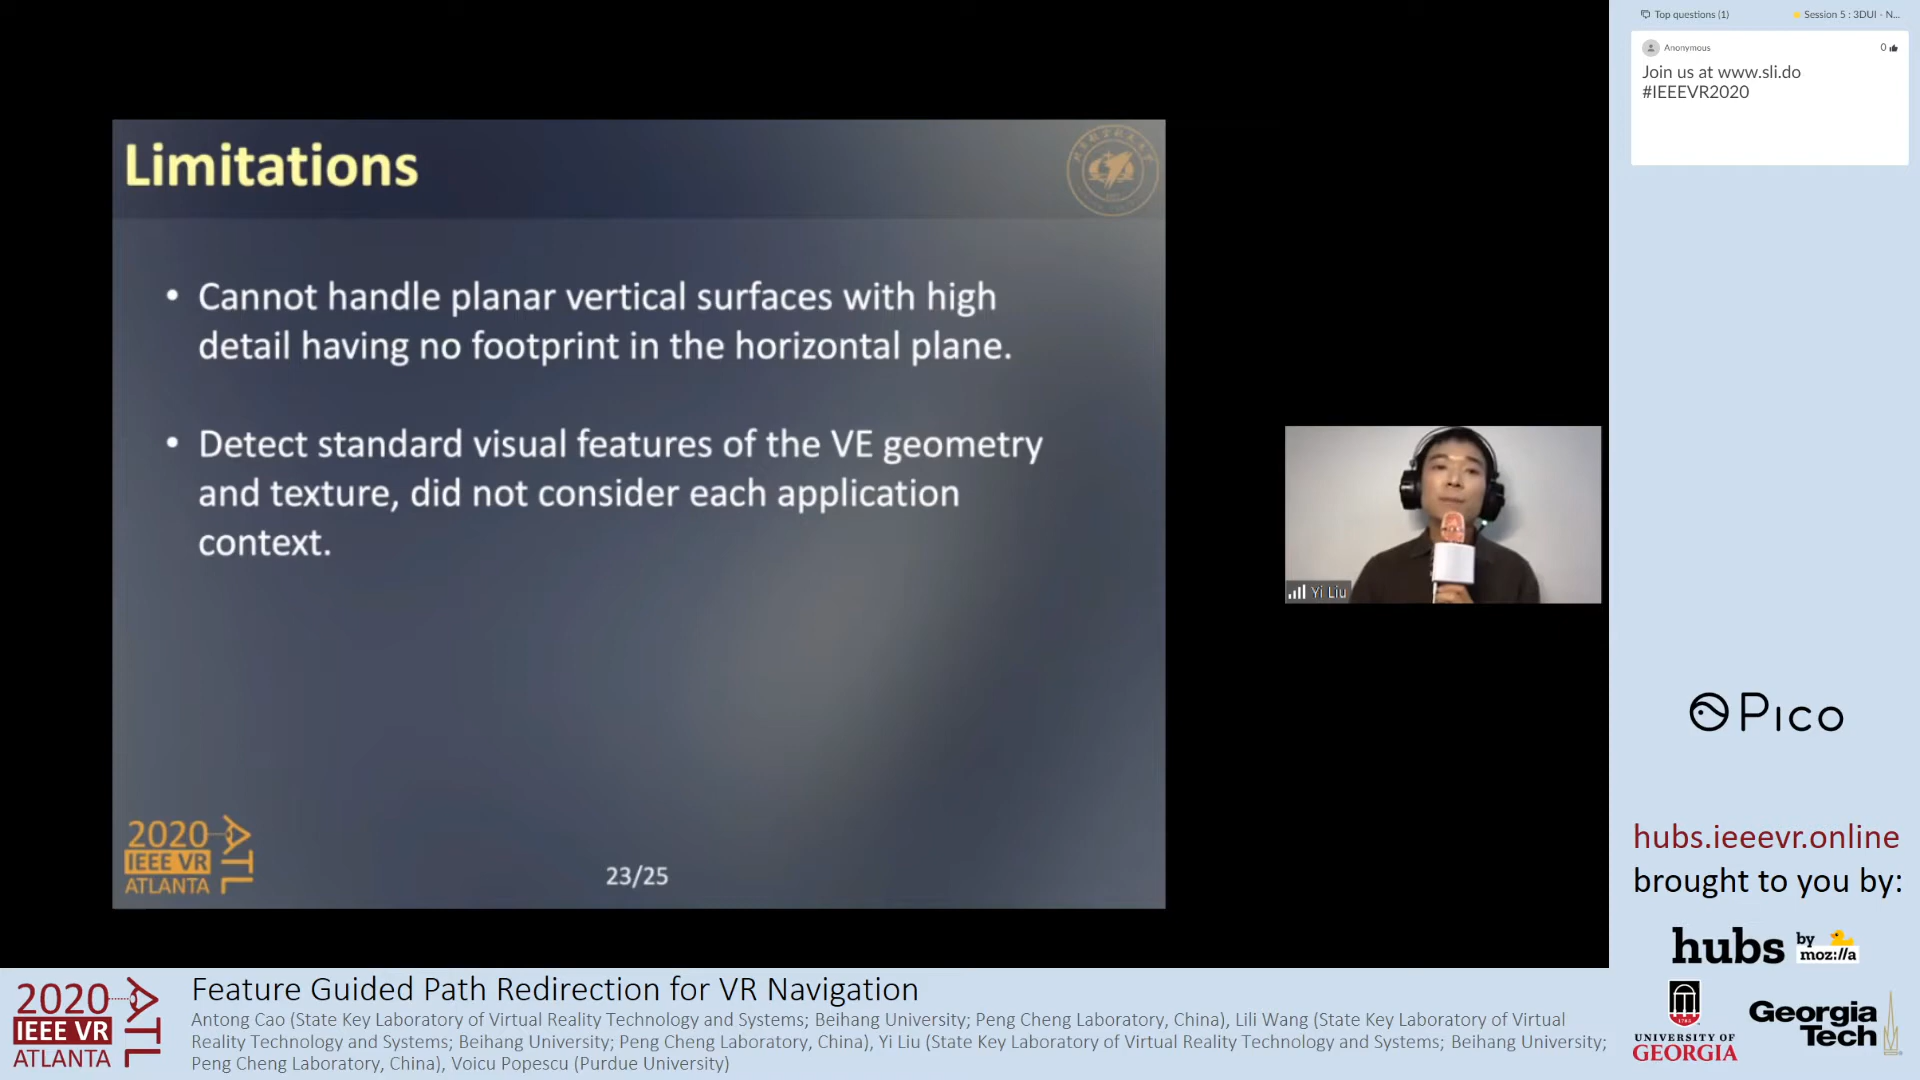 Limitations
• Cannot handle planar vertical surfaces with high
detail having no footprint in the horizontal plane.
• Detect standard visual features of the VE geometry
and texture, did not consider each application
context.
2020
IEEE VR
ATLANTA
ATL
23/25
Yi Liu
Top questions (1)
Session 5 : 3DUI - N...
Anonymous
0
Join us at www.sli.do
#IEEEVR2020
Pico
hubs.ieeevr.online
brought to you by:
hubs by moz://a
UNIVERSITY OF
GEORGIA
Georgia
Tech
2020
IEEE VR
ATLANTA
ATL
Feature Guided Path Redirection for VR Navigation
Antong Cao (State Key Laboratory of Virtual Reality Technology and Systems; Beihang University; Peng Cheng Laboratory, China), Lili Wang (State Key Laboratory of Virtual
Reality Technology and Systems; Beihang University; Peng Cheng Laboratory, China), Yi Liu (State Key Laboratory of Virtual Reality Technology and Systems; Beihang University;
Peng Cheng Laboratory, China), Voicu Popescu (Purdue University)